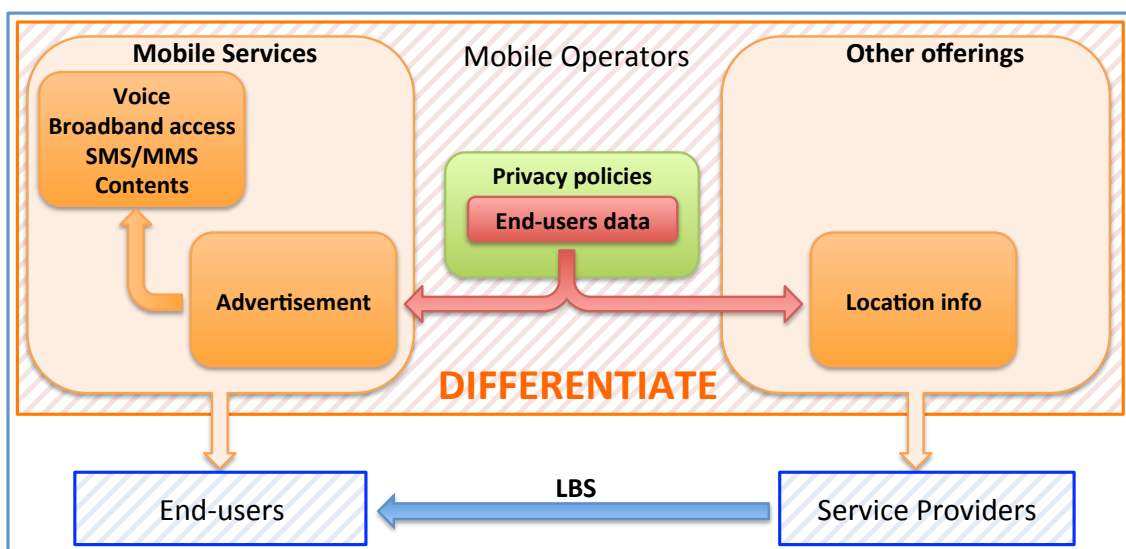 Mobile Services
Mobile Operators
Other offerings
Voice
Broadband access
SMS/MMS
Contents
Privacy policies
End-users data
Advertisement
Location info
DIFFERENTIATE
LBS
End-users
Service Providers